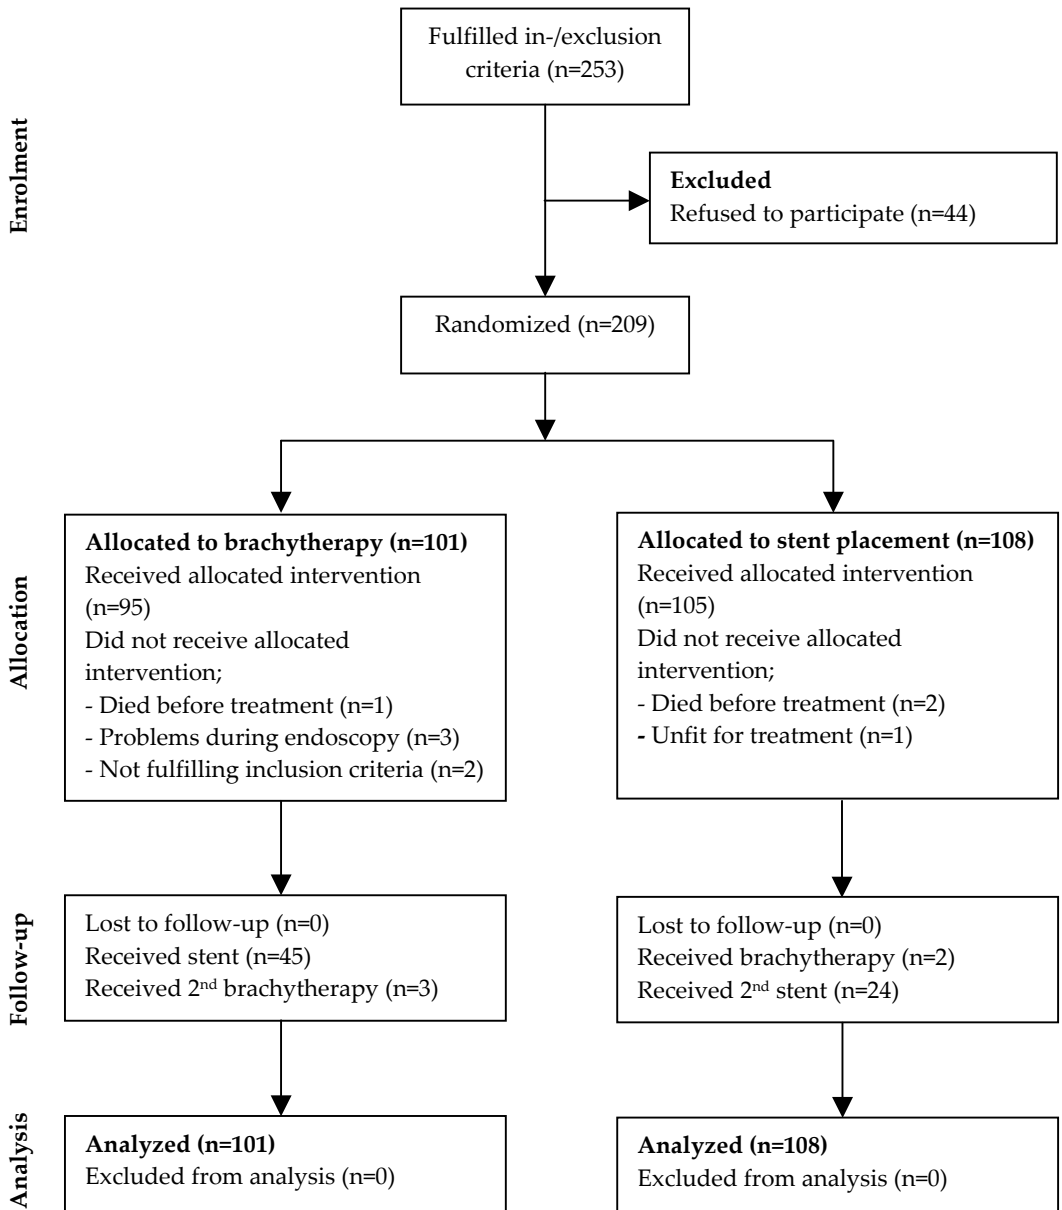 Fulfilled in-/exclusion
criteria (n=253)
Enrolment
Excluded
Refused to participate (n=44)
Randomized (n=209)
Allocation
Allocated to brachytherapy (n=101)
Received allocated intervention
(n=95)
Did not receive allocated
intervention;
- Died before treatment (n=1)
- Problems during endoscopy (n=3)
- Not fulfilling inclusion criteria (n=2)
Allocated to stent placement (n=108)
Received allocated intervention
(n=105)
Did not receive allocated
intervention;
- Died before treatment (n=2)
- Unfit for treatment (n=1)
Follow-up
Lost to follow-up (n=0)
Received stent (n=45)
Received 2nd brachytherapy (n=3)
Lost to follow-up (n=0)
Received brachytherapy (n=2)
Received 2nd stent (n=24)
Analysis
Analyzed (n=101)
Excluded from analysis (n=0)
Analyzed (n=108)
Excluded from analysis (n=0)